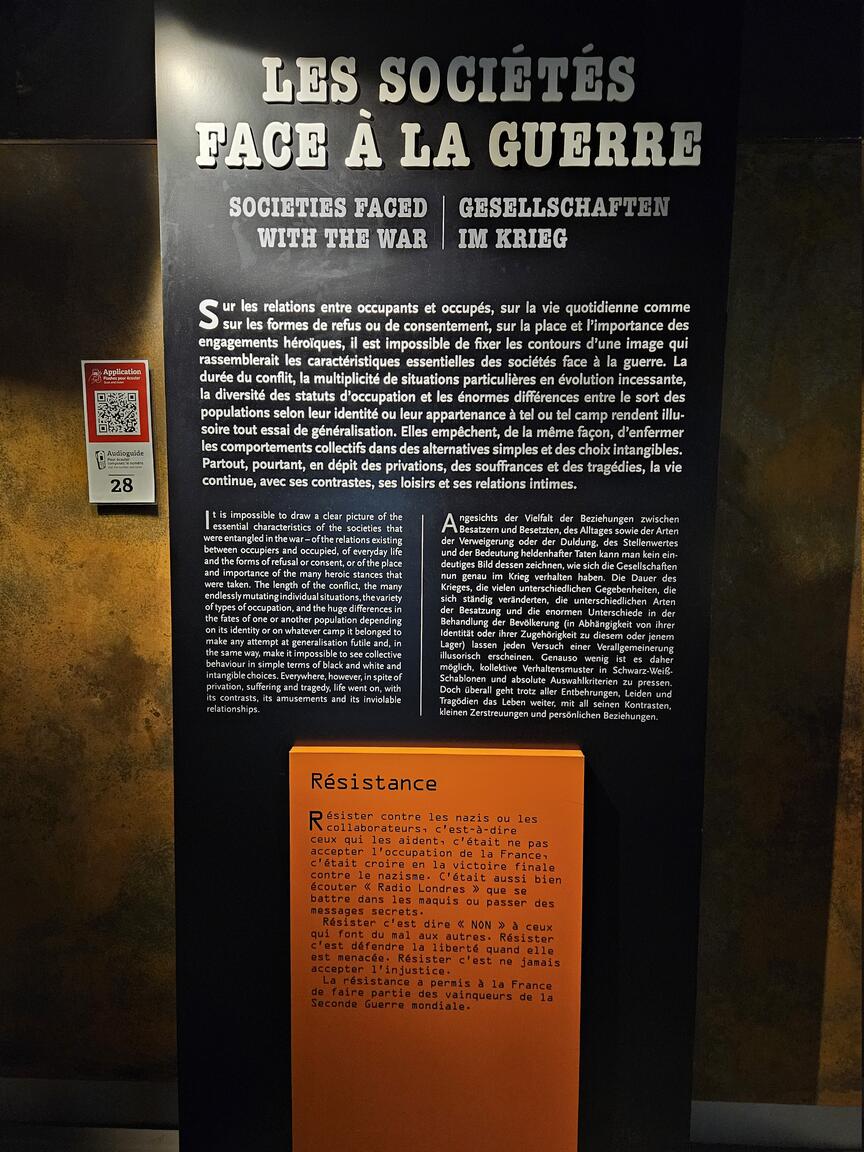 LES SOCIÉTÉS
FACE À LA GUERRE
SOCIETIES FACED
WITH THE WAR
GESELLSCHAFTEN
IM KRIEG
Sur les relations entre occupants et occupés, sur la vie quotidienne comme
sur les formes de refus ou de consentement, sur la place et l'importance des
engagements héroïques, il est impossible de fixer les contours d'une image qui
rassemblerait les caractéristiques essentielles des sociétés face à la guerre. La
durée du conflit, la multiplicité de situations particulières en évolution incessante,
la diversité des statuts d'occupation et les énormes différences entre le sort des
populations selon leur identité ou leur appartenance à tel ou tel camp rendent illu-
soire tout essai de généralisation. Elles empêchent, de la même façon, d'enfermer
les comportements collectifs dans des alternatives simples et des choix intangibles.
Partout, pourtant, en dépit des privations, des souffrances et des tragédies, la vie
continue, avec ses contrastes, ses loisirs et ses relations intimes.
Application
Flashez pour écouter
Scan and listen
Audioguide
Pour écouter
composez le numéro
28
It is impossible to draw a clear picture of the
essential characteristics of the societies that
were entangled in the war – of the relations existing
between occupiers and occupied, of everyday life
and the forms of refusal or consent, or of the place
and importance of the many heroic stances that
were taken. The length of the conflict, the many
endlessly mutating individual situations, the variety
of types of occupation, and the huge differences in
the fates of one or another population depending
on its identity or on whatever camp it belonged to
make any attempt at generalisation futile and, in
the same way, make it impossible to see collective
behaviour in simple terms of black and white and
intangible choices. Everywhere, however, in spite of
privation, suffering and tragedy, life went on, with
its contrasts, its amusements and its inviolable
relationships.
Angesichts der Vielfalt der Beziehungen zwischen
Besatzern und Besetzten, des Alltages sowie der Arten
der Verweigerung oder der Duldung, des Stellenwertes
und der Bedeutung heldenhafter Taten kann man kein ein-
deutiges Bild dessen zeichnen, wie sich die Gesellschaften
nun genau im Krieg verhalten haben. Die Dauer des
Krieges, die vielen unterschiedlichen Gegebenheiten, die
sich ständig veränderten, die unterschiedlichen Arten
der Besatzung und die enormen Unterschiede in der
Behandlung der Bevölkerung (in Abhängigkeit von ihrer
Identität oder ihrer Zugehörigkeit zu diesem oder jenem
Lager) lassen jeden Versuch einer Verallgemeinerung
illusorisch erscheinen. Genauso wenig ist es daher
möglich, kollektive Verhaltensmuster in Schwarz-Weiß-
Schablonen und absolute Auswahlkriterien zu pressen.
Doch überall geht trotz aller Entbehrungen, Leiden und
Tragödien das Leben weiter, mit all seinen Kontrasten,
kleinen Zerstreuungen und persönlichen Beziehungen.
Résistance
Résister contre les nazis ou les
collaborateurs, c'est-à-dire
ceux qui les aident, c'était ne pas
accepter l'occupation de la France,
c'était croire en la victoire finale
contre le nazisme. C'était aussi bien
écouter « Radio Londres » que se
battre dans les maquis ou passer des
messages secrets.
Résister c'est dire « NON » à ceux
qui font du mal aux autres. Résister
c'est défendre la liberté quand elle
est menacée. Résister c'est ne jamais
accepter l'injustice.
La résistance a permis à la France
de faire partie des vainqueurs de la
Seconde Guerre mondiale.